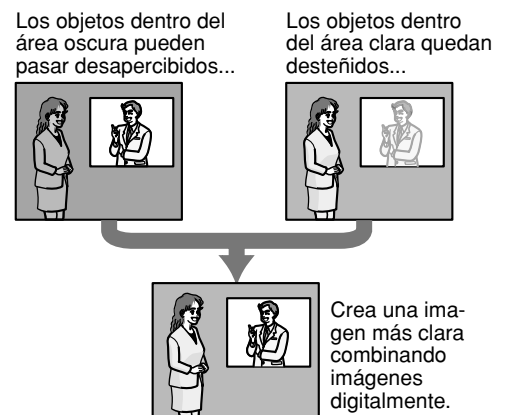 Los objetos dentro del
área oscura pueden
pasar desapercibidos...
Los objetos dentro
del área clara quedan
desteñidos...
Crea una ima-
gen más clara
combinando
imágenes
digitalmente.